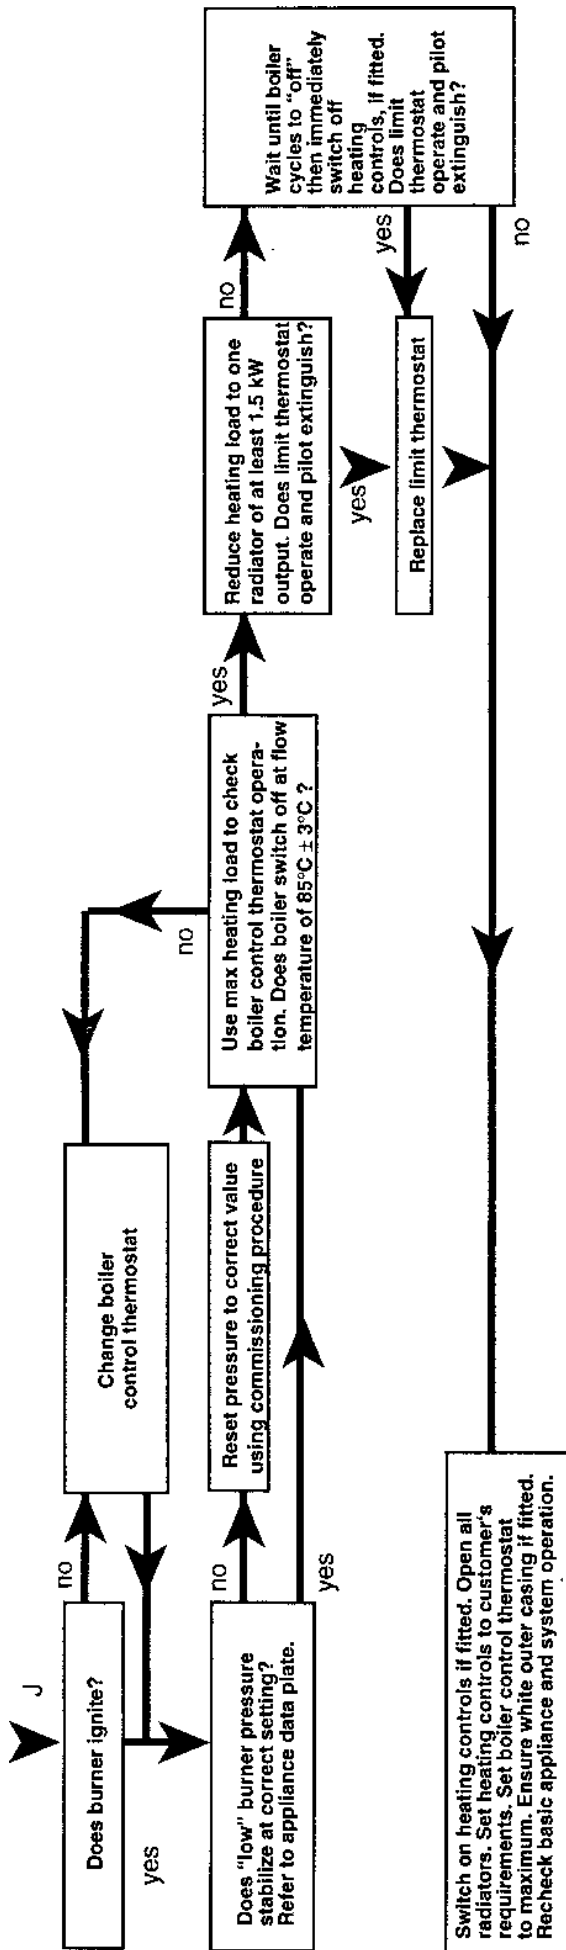 J
Does burner ignite?
no
yes
Change boiler
control thermostat
Does "low" burner pressure
stabilize at correct setting?
Refer to appliance data plate.
no
yes
Reset pressure to correct value
using commissioning procedure
Use max heating load to check
boiler control thermostat opera-
tion. Does boiler switch off at flow
temperature of 85°C ± 3°C ?
no
yes
Reduce heating load to one
radiator of at least 1.5 kW
output. Does limit thermostat
operate and pilot extinguish?
no
yes
Wait until boiler
cycles to "off"
then immediately
switch off
heating
controls, if fitted.
Does limit
thermostat
operate and pilot
extinguish?
yes
no
Replace limit thermostat
Switch on heating controls if fitted. Open all
radiators. Set heating controls to customer's
requirements. Set boiler control thermostat
to maximum. Ensure white outer casing if fitted.
Recheck basic appliance and system operation.